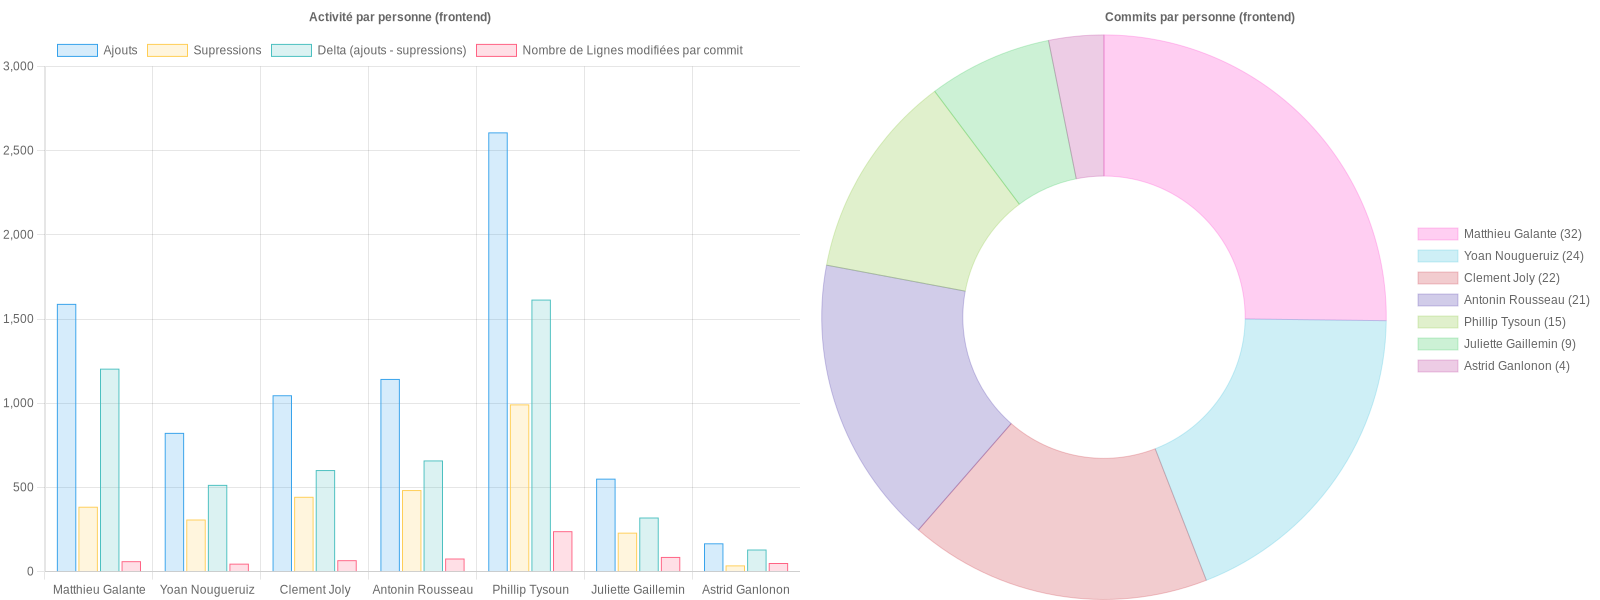 Activité par personne (frontend)
Ajouts
Supressions
Delta (ajouts - supressions)
Nombre de Lignes modifiées par commit
3,000
2,500
2,000
1,500
1,000
500
0
Matthieu Galante
Yoan Nougueruiz
Clement Joly
Antonin Rousseau
Phillip Tysoun
Juliette Gaillemin
Astrid Ganlonon
Commits par personne (frontend)
Matthieu Galante (32)
Yoan Nougueruiz (24)
Clement Joly (22)
Antonin Rousseau (21)
Phillip Tysoun (15)
Juliette Gaillemin (9)
Astrid Ganlonon (4)